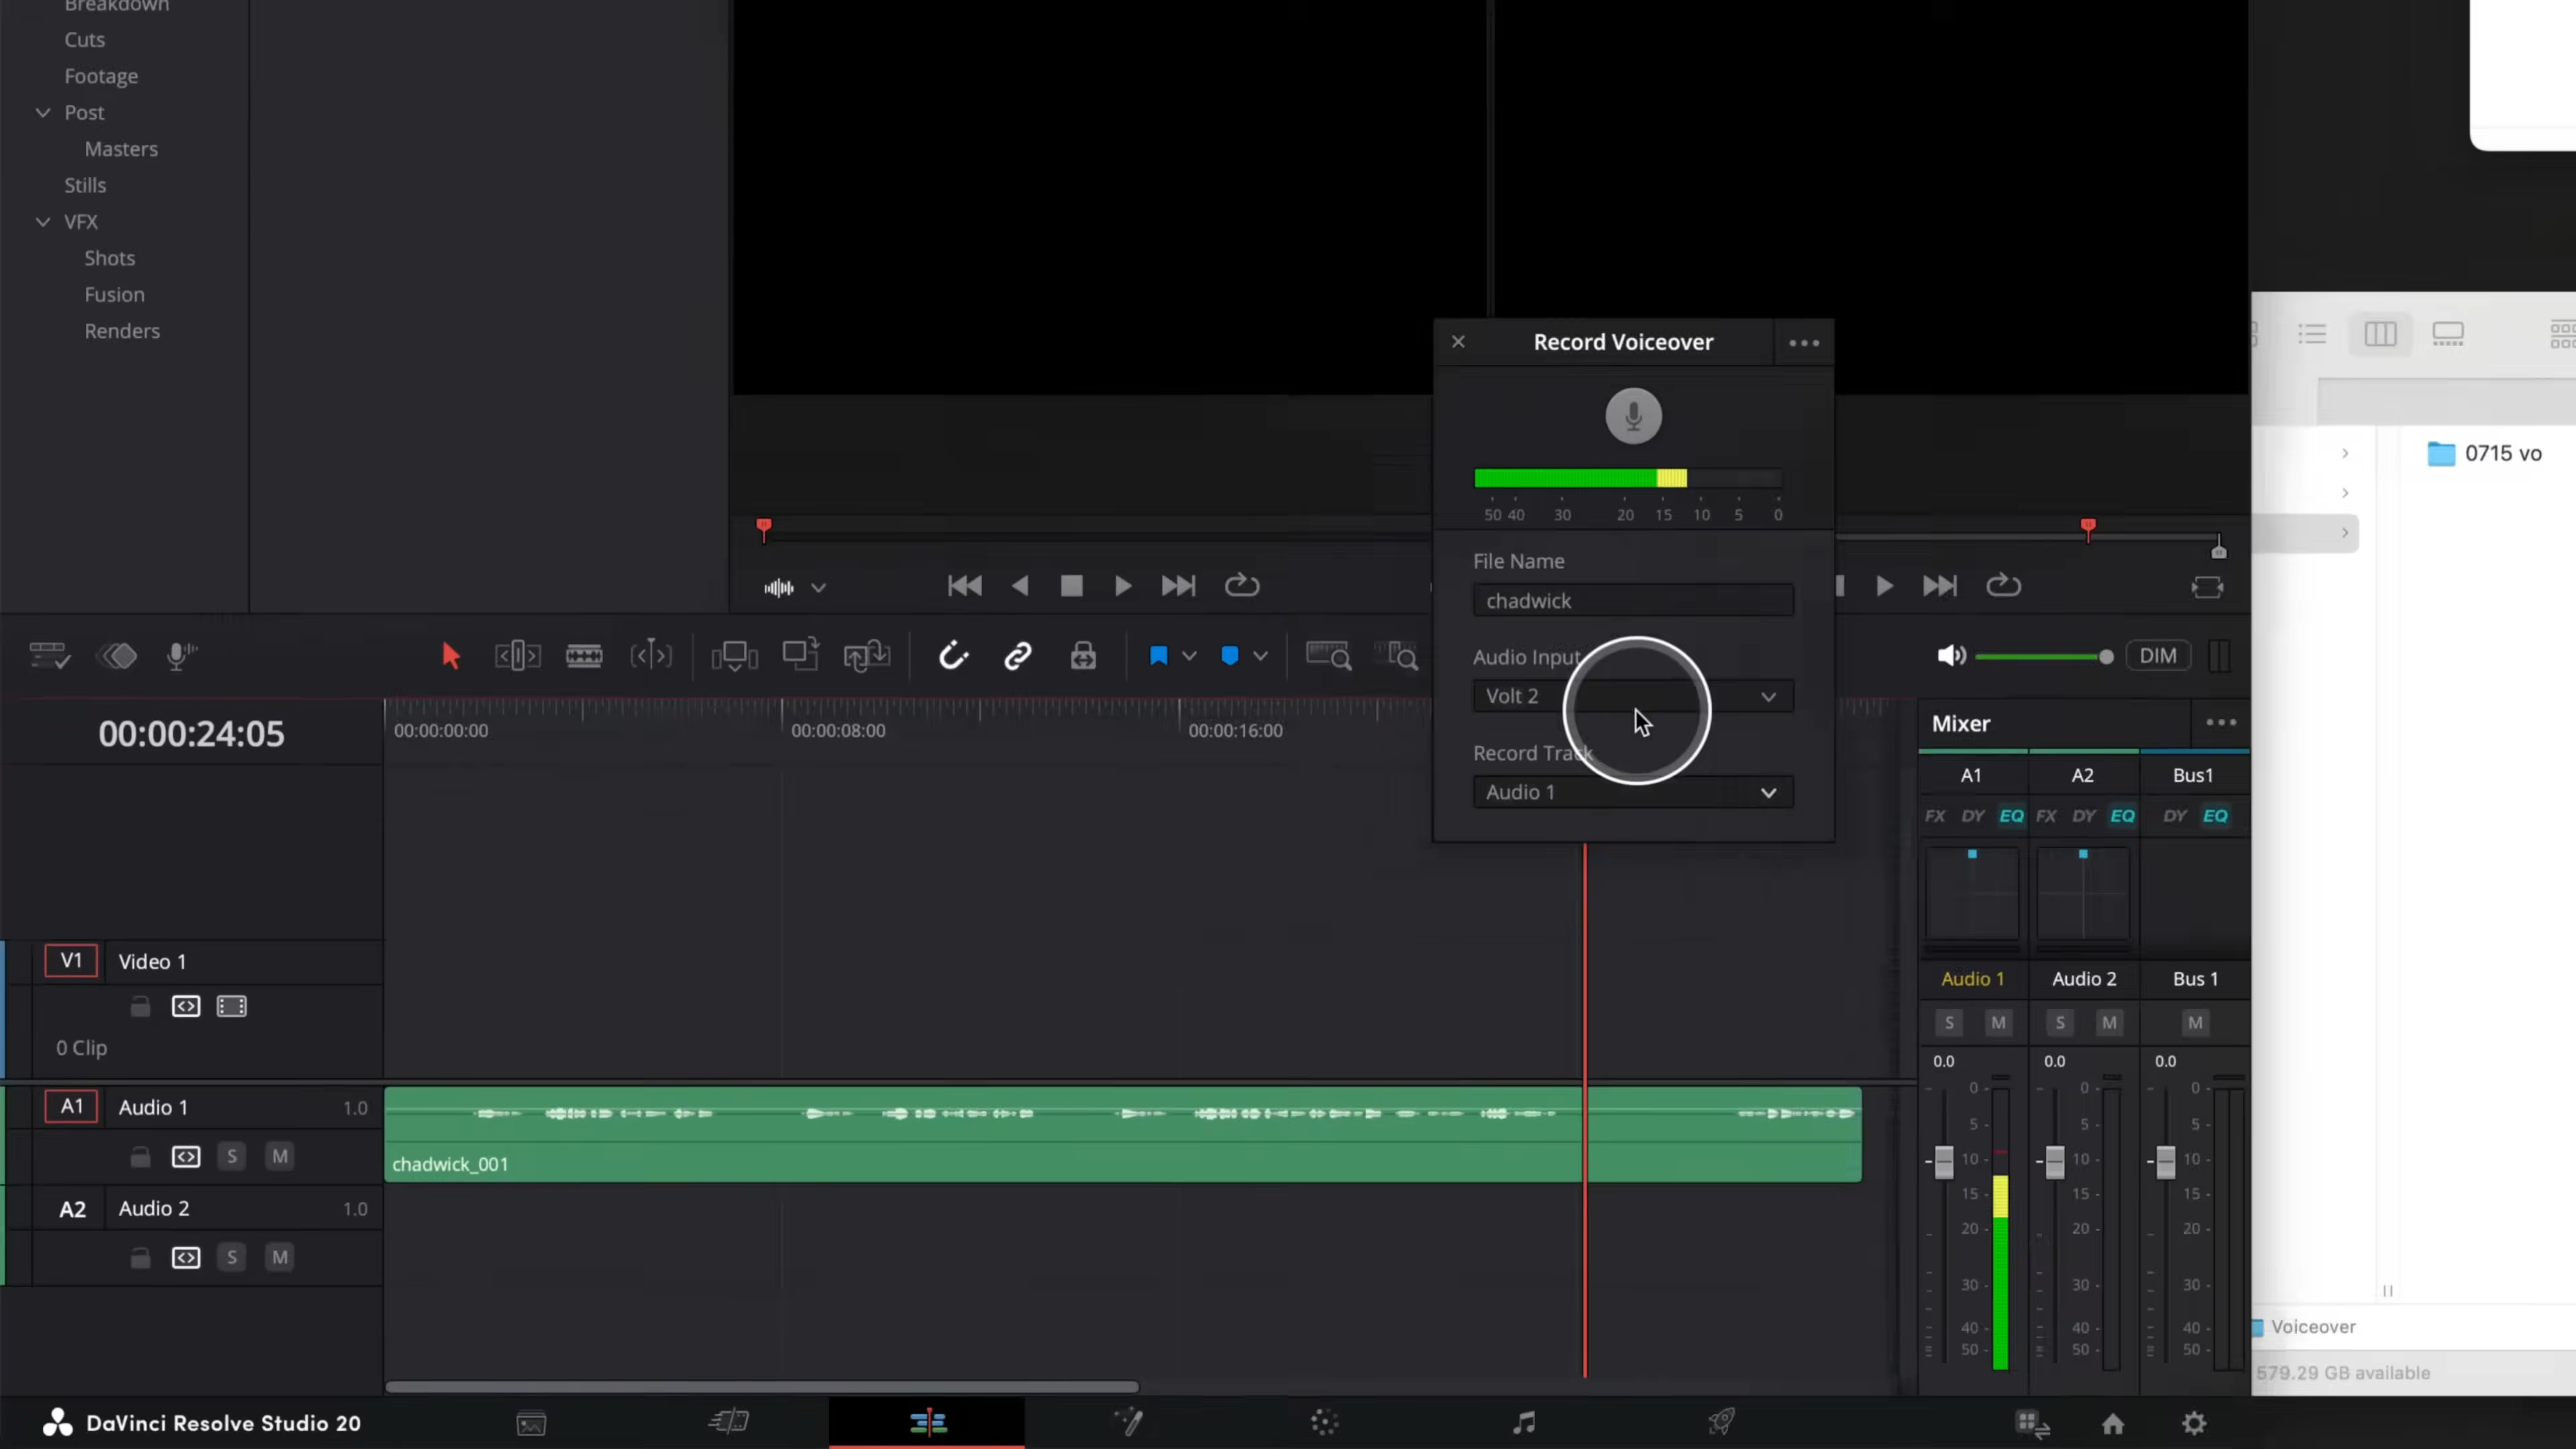 Breakdown
Cuts
Footage
Post
Masters
Stills
VFX
Shots
Fusion
Renders
Record Voiceover
50 40 30 20 15 10 5 0
File Name
chadwick
Audio Input
Volt 2
Record Track
Audio 1
0715 vo
DIM
00:00:24:05
00:00:00:00
00:00:08:00
00:00:16:00
Mixer
A1 A2 Bus1
FX DY EQ FX DY EQ DY EQ
V1 Video 1
0 Clip
Audio 1 Audio 2 Bus 1
S M S M M
0.0 0.0 0.0
A1 Audio 1 1.0
S M
chadwick_001
A2 Audio 2 1.0
S M
0 0 0
5 5 5
10 10 10
15 15 15
20 20 20
30 30 30
40 40 40
50 50 50
Voiceover
579.29 GB available
DaVinci Resolve Studio 20